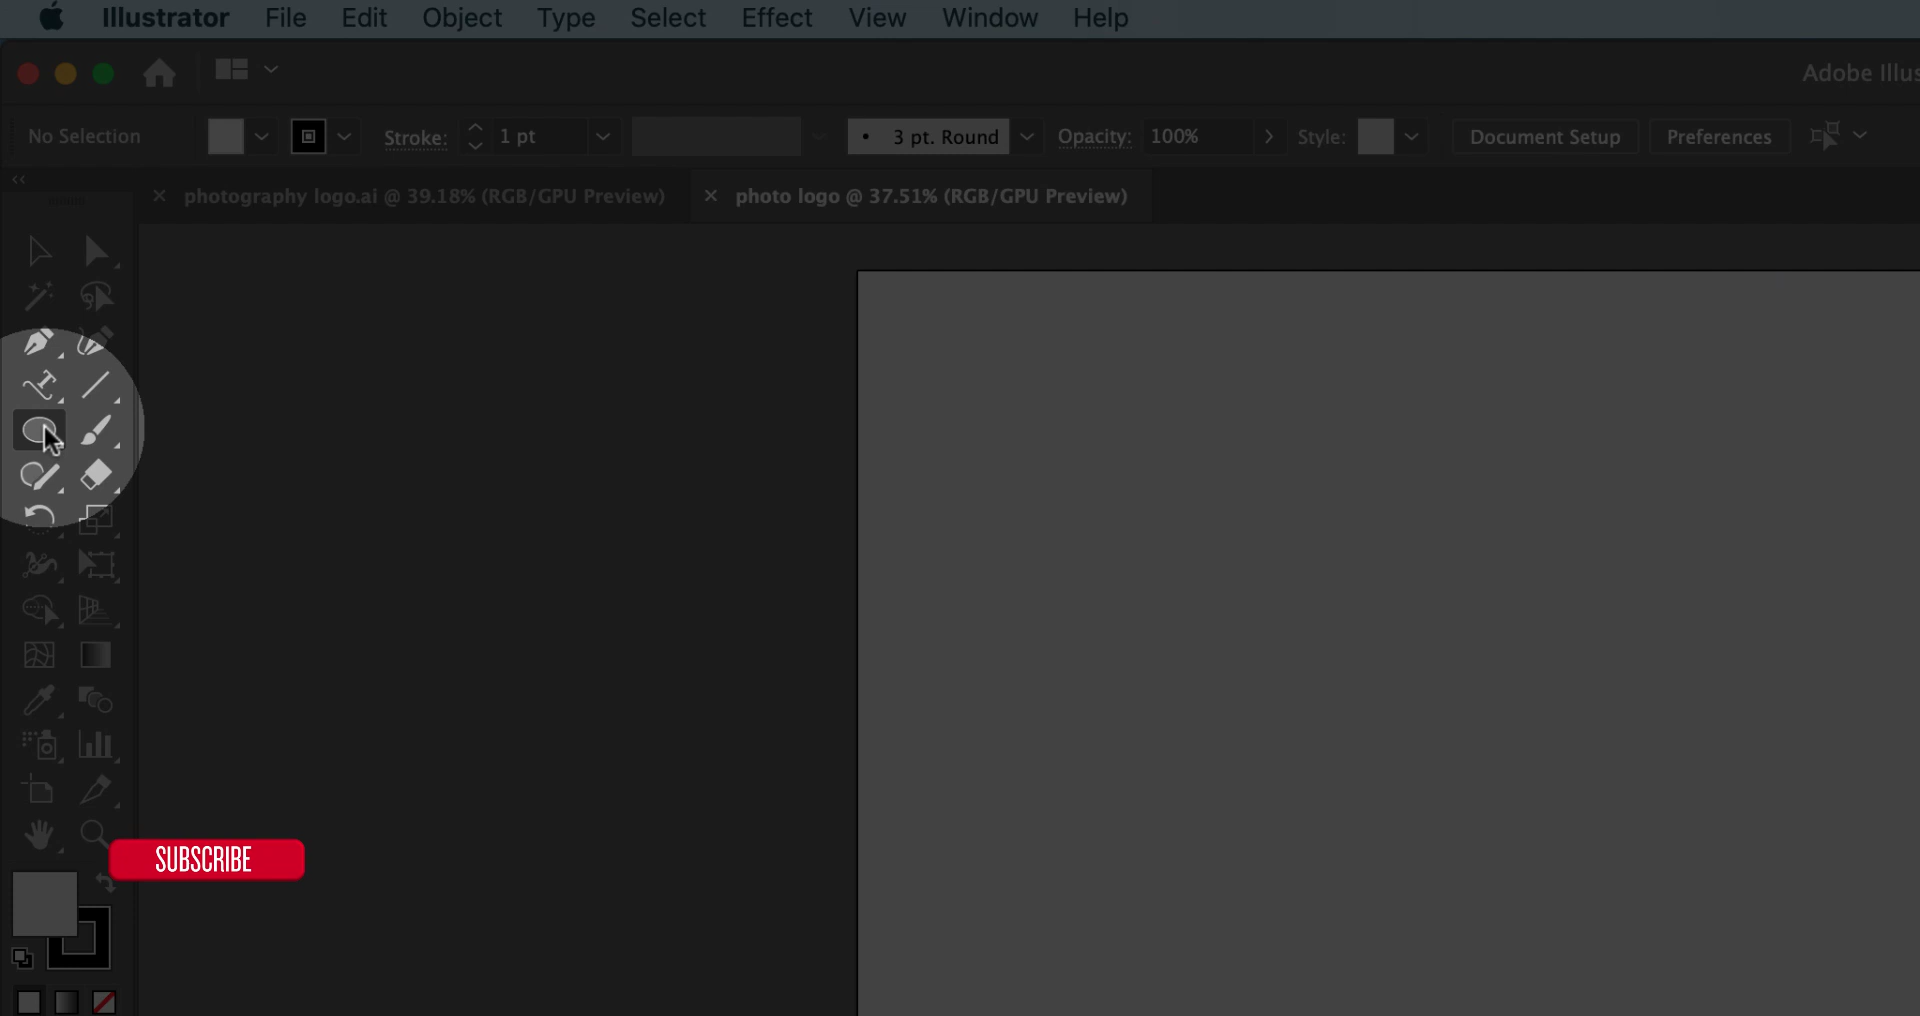 Illustrator File Edit Object Type Select Effect View Window Help
Adobe Illus
No Selection Stroke: 1 pt 3 pt. Round Opacity: 100% Style: Document Setup Preferences
photography logo.ai @ 39.18% (RGB/GPU Preview) photo logo @ 37.51% (RGB/GPU Preview)
SUBSCRIBE